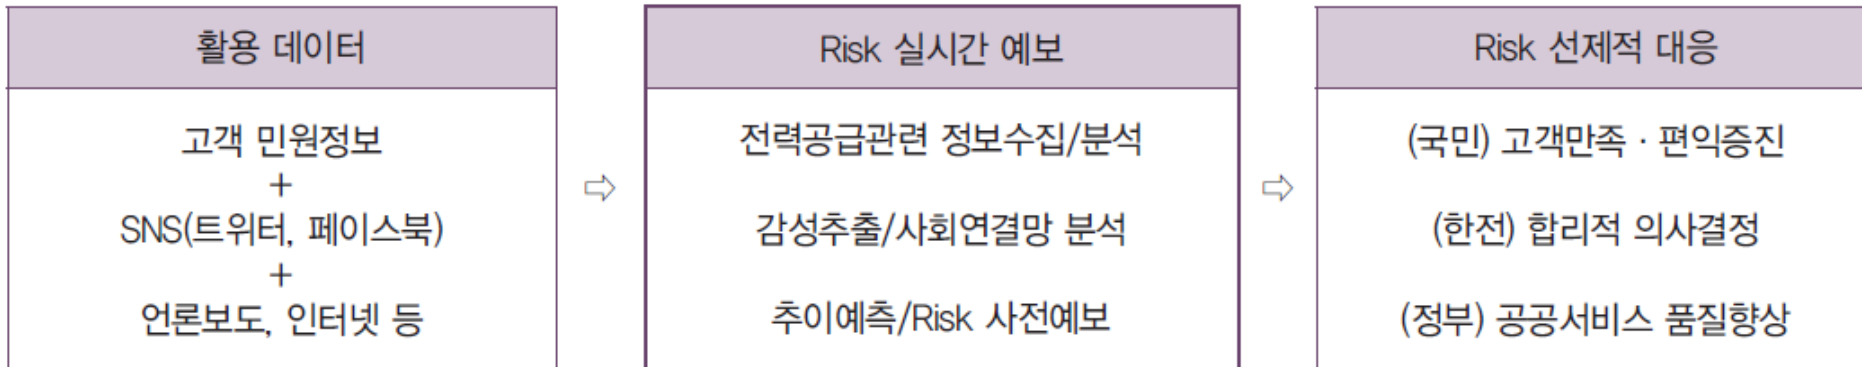 활용 데이터
고객 민원정보
+
SNS(트위터, 페이스북)
+
언론보도, 인터넷 등
⇨
Risk 실시간 예보
전력공급관련 정보수집/분석
감성추출/사회연결망 분석
추이예측/Risk 사전예보
⇨
Risk 선제적 대응
(국민) 고객만족 · 편익증진
(한전) 합리적 의사결정
(정부) 공공서비스 품질향상